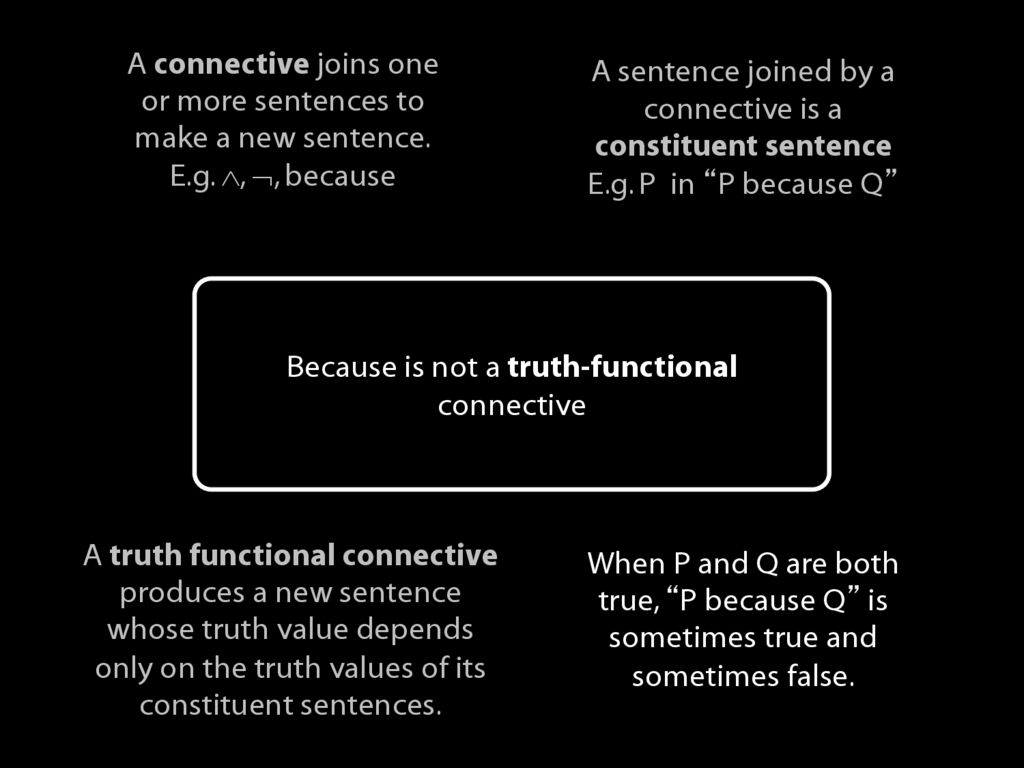 A connective joins one
or more sentences to
make a new sentence.
E.g. ∧, ¬, because
A sentence joined by a
connective is a
constituent sentence
E.g. P in “P because Q”
Because is not a truth-functional
connective
A truth functional connective
produces a new sentence
whose truth value depends
only on the truth values of its
constituent sentences.
When P and Q are both
true, “P because Q” is
sometimes true and
sometimes false.